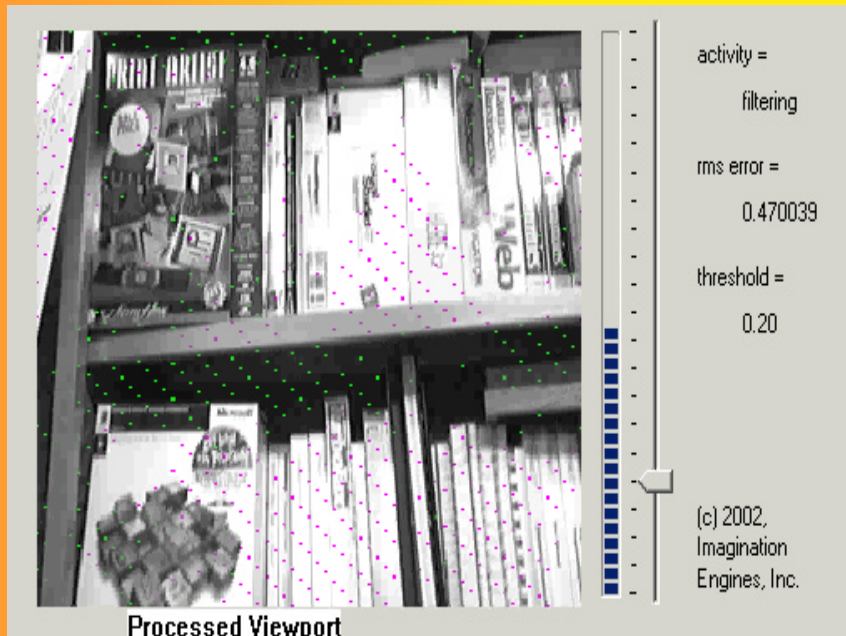 PRINT ARTIST
Web
Microsoft
activity =
filtering
rms error =
0.470039
threshold =
0.20
(c) 2002,
Imagination
Engines, Inc.
Processed Viewport